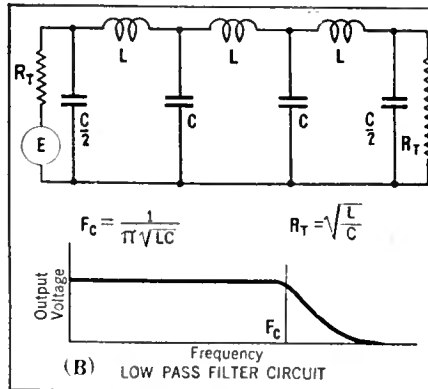 L L L
R_T C/2 C C C/2 R_T
E
F_C = 1/(π√LC) R_T = √(L/C)
Output Voltage
F_C
Frequency
(B) LOW PASS FILTER CIRCUIT